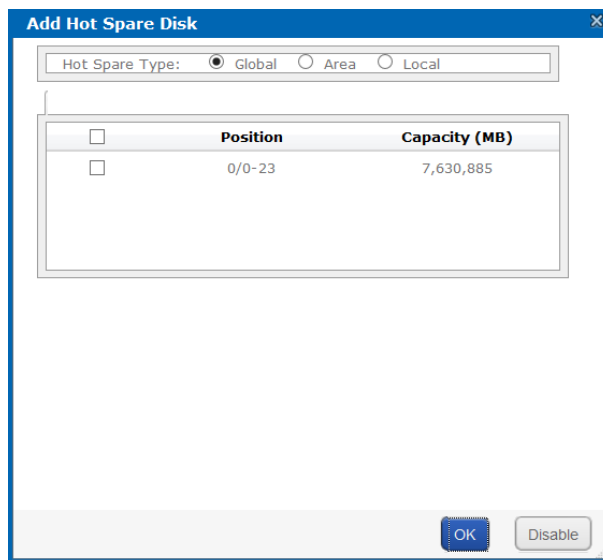 Add Hot Spare Disk
Hot Spare Type: Global Area Local
Position Capacity (MB)
0/0-23 7,630,885
OK Disable